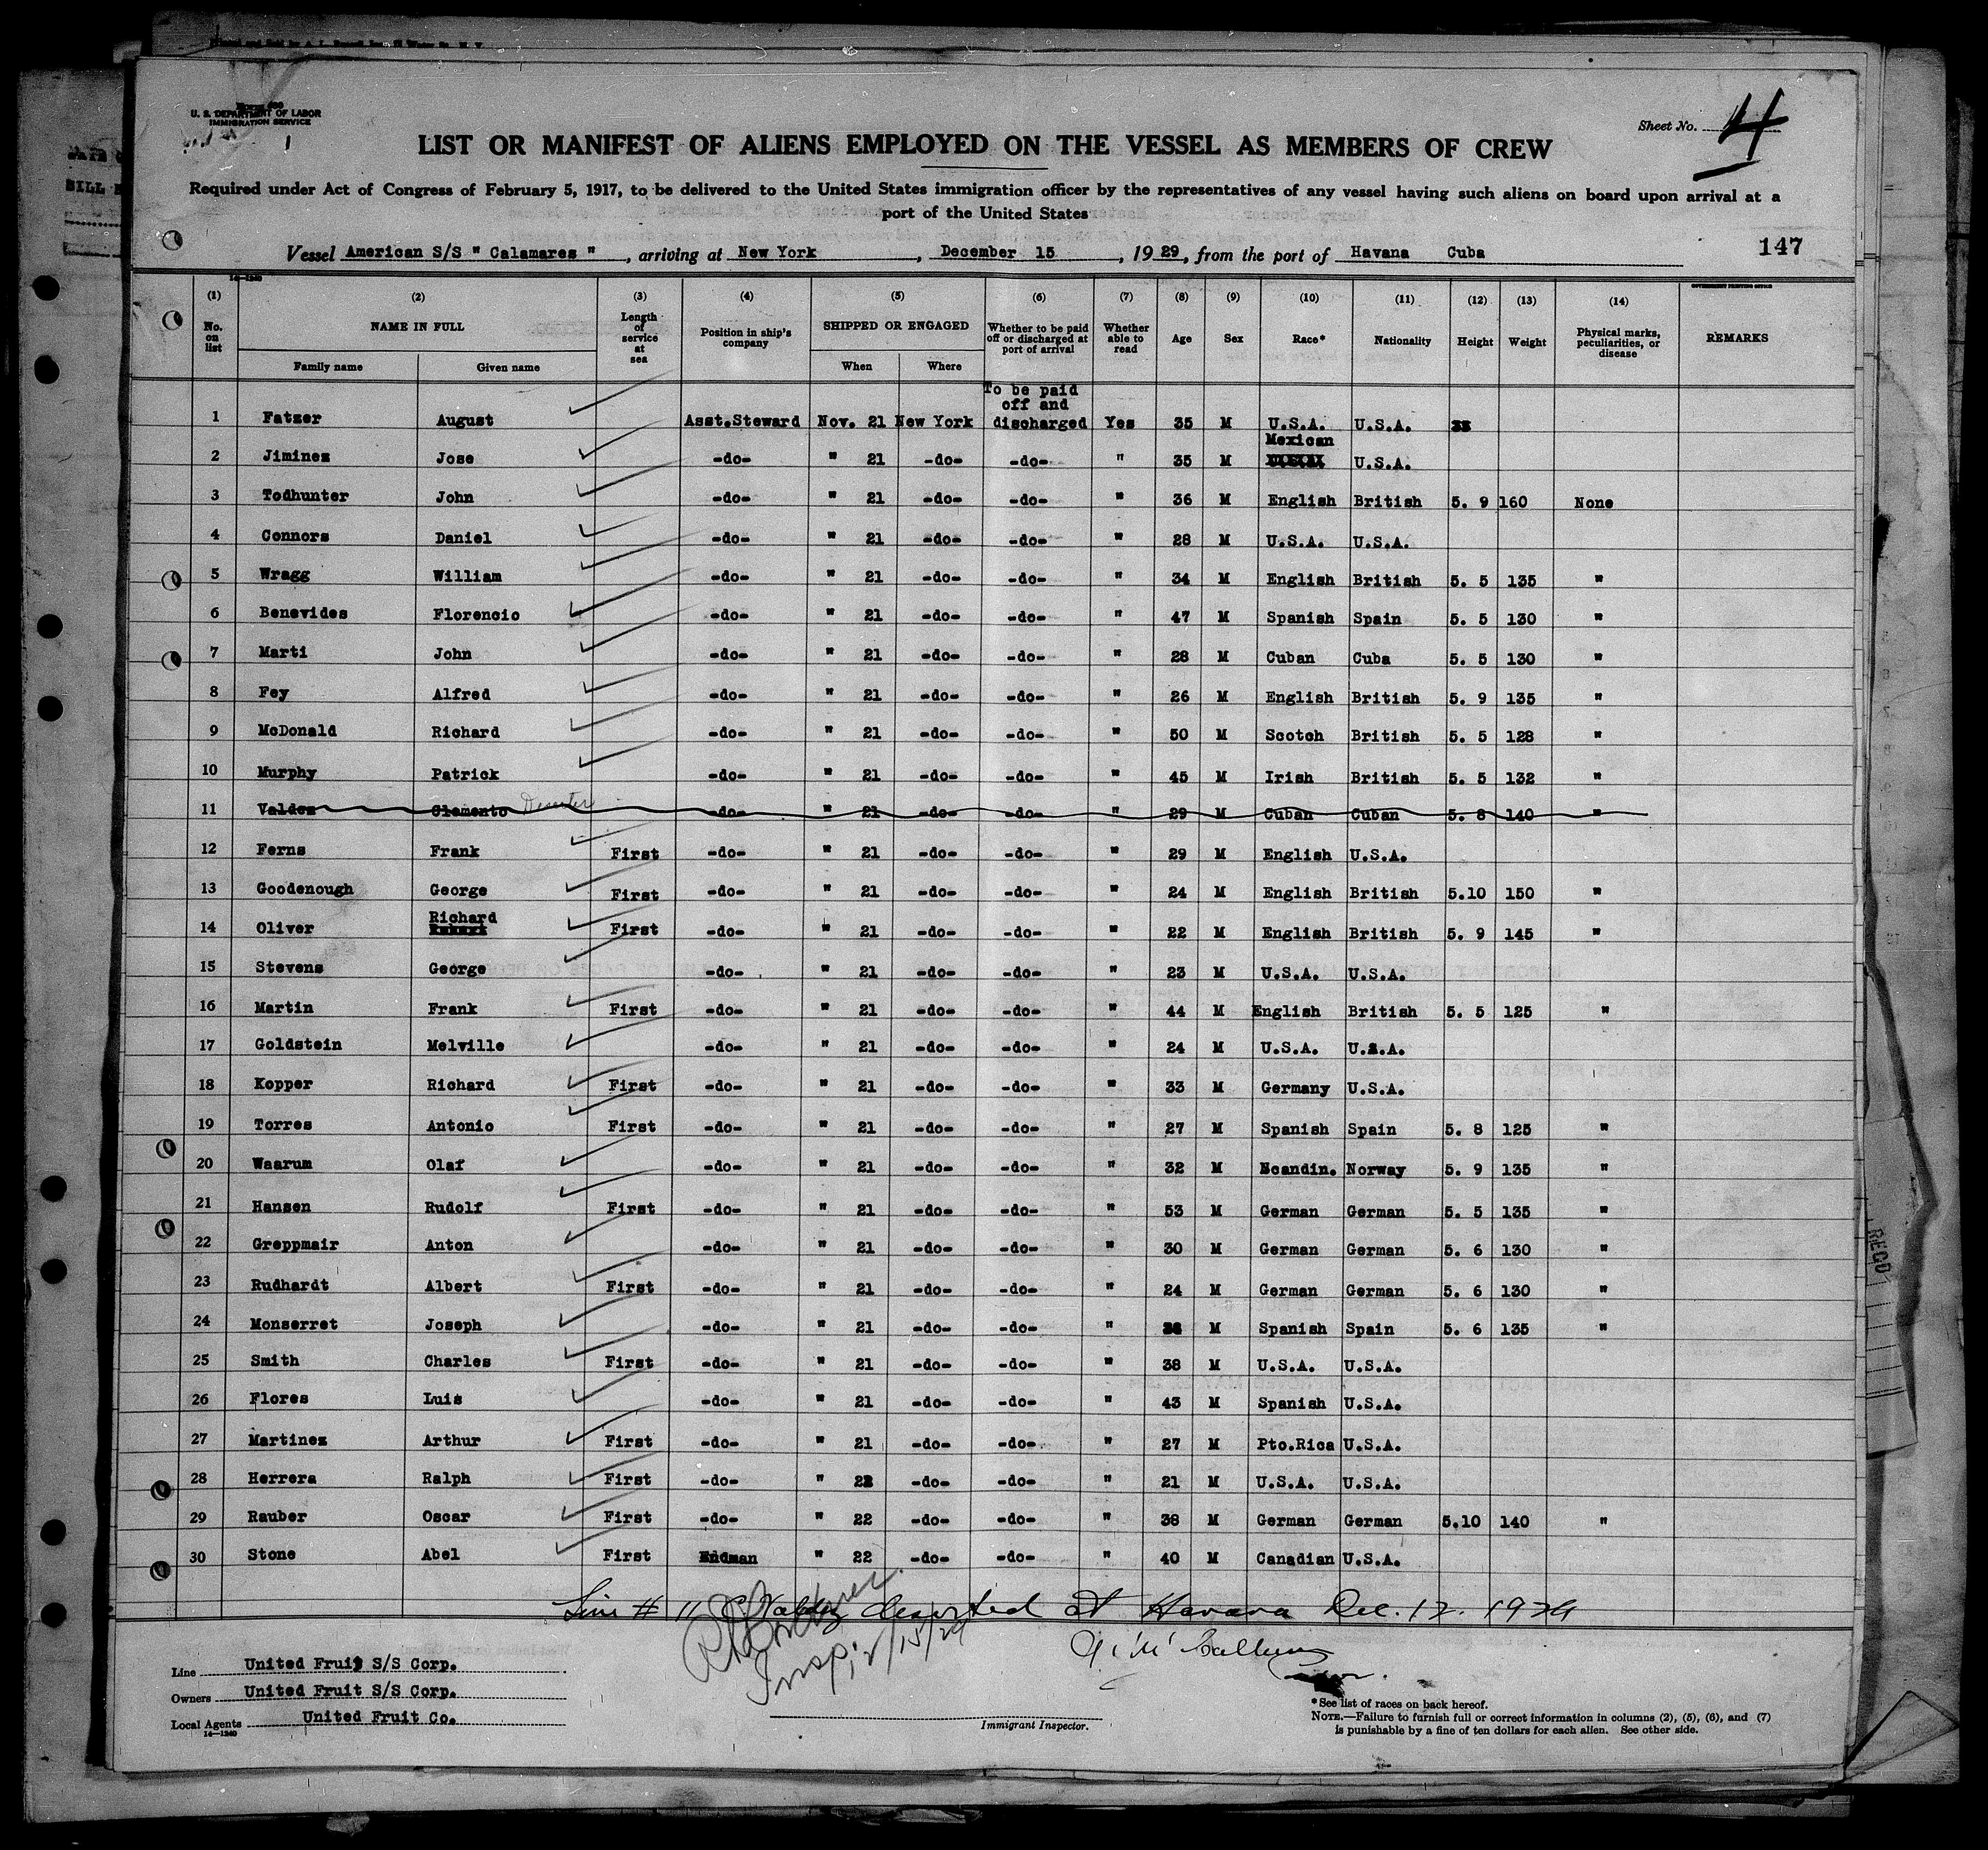 Form 680
U. S. DEPARTMENT OF LABOR
IMMIGRATION SERVICE
Sheet No. 4
LIST OR MANIFEST OF ALIENS EMPLOYED ON THE VESSEL AS MEMBERS OF CREW
Required under Act of Congress of February 5, 1917, to be delivered to the United States immigration officer by the representatives of any vessel having such aliens on board upon arrival at a
port of the United States
Vessel American S/S " Calamares ", arriving at New York, December 15, 1929, from the port of Havana Cuba 147
14—1240
GOVERNMENT PRINTING OFFICE
(1) No. on list (2) NAME IN FULL Family name Given name (3) Length of service at sea (4) Position in ship's company (5) SHIPPED OR ENGAGED When Where (6) Whether to be paid off or discharged at port of arrival (7) Whether able to read (8) Age (9) Sex (10) Race* (11) Nationality (12) Height (13) Weight (14) Physical marks, peculiarities, or disease REMARKS
1 Fatzer August Asst.Steward Nov. 21 New York To be paid off and discharged Yes 35 M U.S.A. U.S.A.
2 Jiminez Jose -do- " 21 -do- -do- " 35 M Mexican U.S.A.
3 Todhunter John -do- " 21 -do- -do- " 36 M English British 5. 9 160 None
4 Connors Daniel -do- " 21 -do- -do- " 28 M U.S.A. U.S.A.
5 Wragg William -do- " 21 -do- -do- " 34 M English British 5. 5 135 "
6 Benevides Florencio -do- " 21 -do- -do- " 47 M Spanish Spain 5. 5 130 "
7 Marti John -do- " 21 -do- -do- " 28 M Cuban Cuba 5. 5 130 "
8 Fey Alfred -do- " 21 -do- -do- " 26 M English British 5. 9 135 "
9 McDonald Richard -do- " 21 -do- -do- " 50 M Scotch British 5. 5 128 "
10 Murphy Patrick -do- " 21 -do- -do- " 45 M Irish British 5. 5 132 "
11 Valdez Clemento Deserter -do- " 21 -do- -do- " 29 M Cuban Cuban 5. 8 140 "
12 Ferns Frank First -do- " 21 -do- -do- " 29 M English U.S.A.
13 Goodenough George First -do- " 21 -do- -do- " 24 M English British 5.10 150 "
14 Oliver Richard First -do- " 21 -do- -do- " 22 M English British 5. 9 145 "
15 Stevens George -do- " 21 -do- -do- " 23 M U.S.A. U.S.A.
16 Martin Frank First -do- " 21 -do- -do- " 44 M English British 5. 5 125 "
17 Goldstein Melville -do- " 21 -do- -do- " 24 M U.S.A. U.S.A.
18 Kopper Richard First -do- " 21 -do- -do- " 33 M Germany U.S.A.
19 Torres Antonio First -do- " 21 -do- -do- " 27 M Spanish Spain 5. 8 125 "
20 Waarum Olaf -do- " 21 -do- -do- " 32 M Scandin. Norway 5. 9 135 "
21 Hansen Rudolf First -do- " 21 -do- -do- " 53 M German German 5. 5 135 "
22 Greppmair Anton -do- " 21 -do- -do- " 30 M German German 5. 6 130 "
23 Rudhardt Albert First -do- " 21 -do- -do- " 24 M German German 5. 6 130 "
24 Monserret Joseph -do- " 21 -do- -do- " M Spanish Spain 5. 6 135 "
25 Smith Charles First -do- " 21 -do- -do- " 38 M U.S.A. U.S.A.
26 Flores Luis -do- " 21 -do- -do- " 43 M Spanish U.S.A.
27 Martinez Arthur First -do- " 21 -do- -do- " 27 M Pto.Rica U.S.A.
28 Herrera Ralph First -do- " 22 -do- -do- " 21 M U.S.A. U.S.A.
29 Rauber Oscar First -do- " 22 -do- -do- " 38 M German German 5.10 140 "
30 Stone Abel First Endman " 22 -do- -do- " 40 M Canadian U.S.A.
Line # 11 C Valdez deserted at Havana Dec. 12. 1929
Insp. 12/15/29
Line United Fruit S/S Corp.
Owners United Fruit S/S Corp.
Local Agents United Fruit Co.
14—1240
Immigrant Inspector.
*See list of races on back hereof.
NOTE.—Failure to furnish full or correct information in columns (2), (5), (6), and (7)
is punishable by a fine of ten dollars for each alien. See other side.
RECD